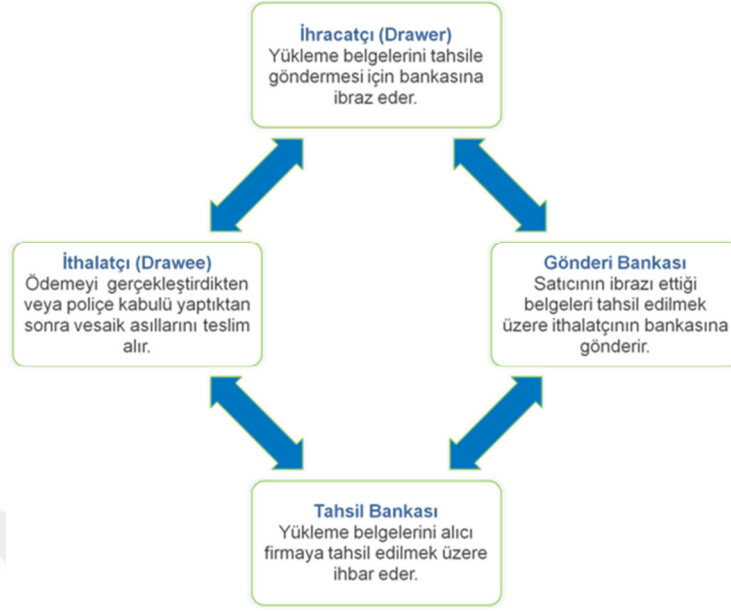 İhracatçı (Drawer)
Yükleme belgelerini tahsile
göndermesi için bankasına
ibraz eder.
İthalatçı (Drawee)
Ödemeyi gerçekleştirdikten
veya poliçe kabulü yaptıktan
sonra vesaik asıllarını teslim
alır.
Gönderi Bankası
Satıcının ibrazı ettiği
belgeleri tahsil edilmek
üzere ithalatçının bankasına
gönderir.
Tahsil Bankası
Yükleme belgelerini alıcı
firmaya tahsil edilmek üzere
ihbar eder.